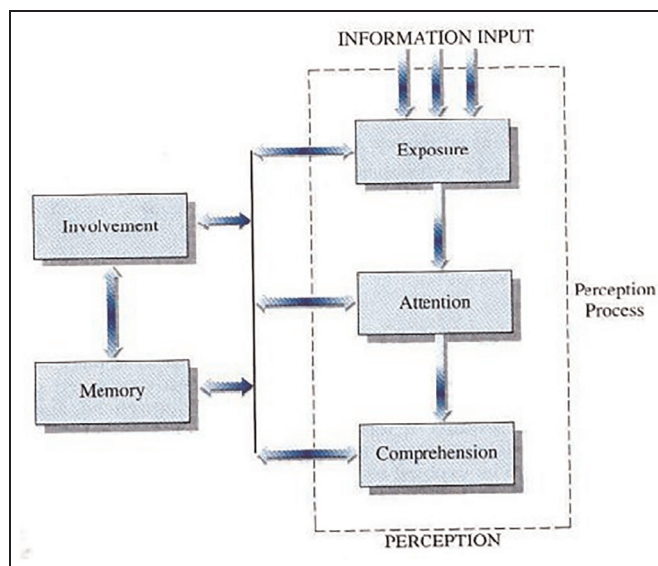 INFORMATION INPUT
Exposure
Involvement
Attention
Perception
Process
Memory
Comprehension
PERCEPTION